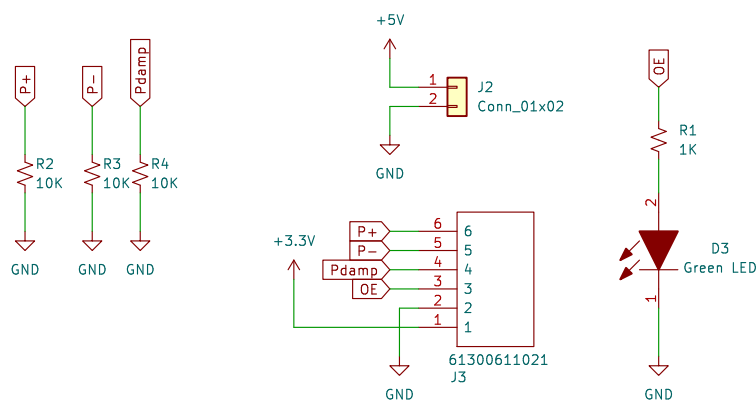 P+
P-
Pdamp
R2
10K
R3
10K
R4
10K
GND
GND
GND
+5V
1
2
J2
Conn_01x02
GND
+3.3V
P+
P-
Pdamp
OE
6
5
4
3
2
1
6
5
4
3
2
1
61300611021
J3
GND
OE
R1
1K
2
D3
Green LED
1
GND